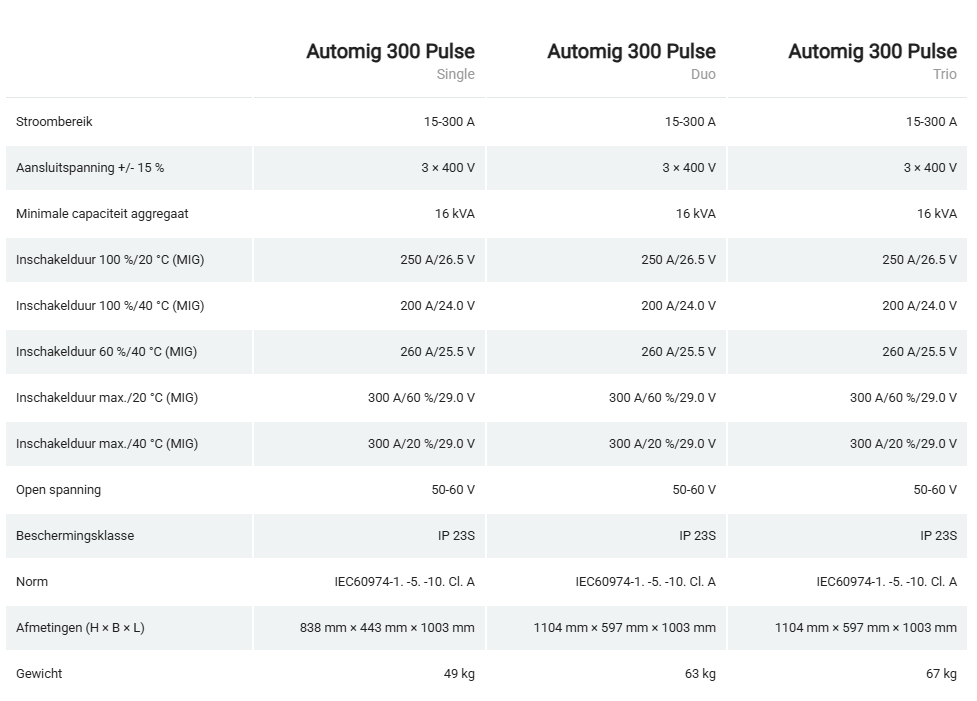 Automig 300 Pulse Automig 300 Pulse Automig 300 Pulse
Single Duo Trio
Stroombereik 15-300 A 15-300 A 15-300 A
Aansluitspanning +/- 15 % 3 × 400 V 3 × 400 V 3 × 400 V
Minimale capaciteit aggregaat 16 kVA 16 kVA 16 kVA
Inschakelduur 100 %/20 °C (MIG) 250 A/26.5 V 250 A/26.5 V 250 A/26.5 V
Inschakelduur 100 %/40 °C (MIG) 200 A/24.0 V 200 A/24.0 V 200 A/24.0 V
Inschakelduur 60 %/40 °C (MIG) 260 A/25.5 V 260 A/25.5 V 260 A/25.5 V
Inschakelduur max./20 °C (MIG) 300 A/60 %/29.0 V 300 A/60 %/29.0 V 300 A/60 %/29.0 V
Inschakelduur max./40 °C (MIG) 300 A/20 %/29.0 V 300 A/20 %/29.0 V 300 A/20 %/29.0 V
Open spanning 50-60 V 50-60 V 50-60 V
Beschermingsklasse IP 23S IP 23S IP 23S
Norm IEC60974-1. -5. -10. Cl. A IEC60974-1. -5. -10. Cl. A IEC60974-1. -5. -10. Cl. A
Afmetingen (H × B × L) 838 mm × 443 mm × 1003 mm 1104 mm × 597 mm × 1003 mm 1104 mm × 597 mm × 1003 mm
Gewicht 49 kg 63 kg 67 kg